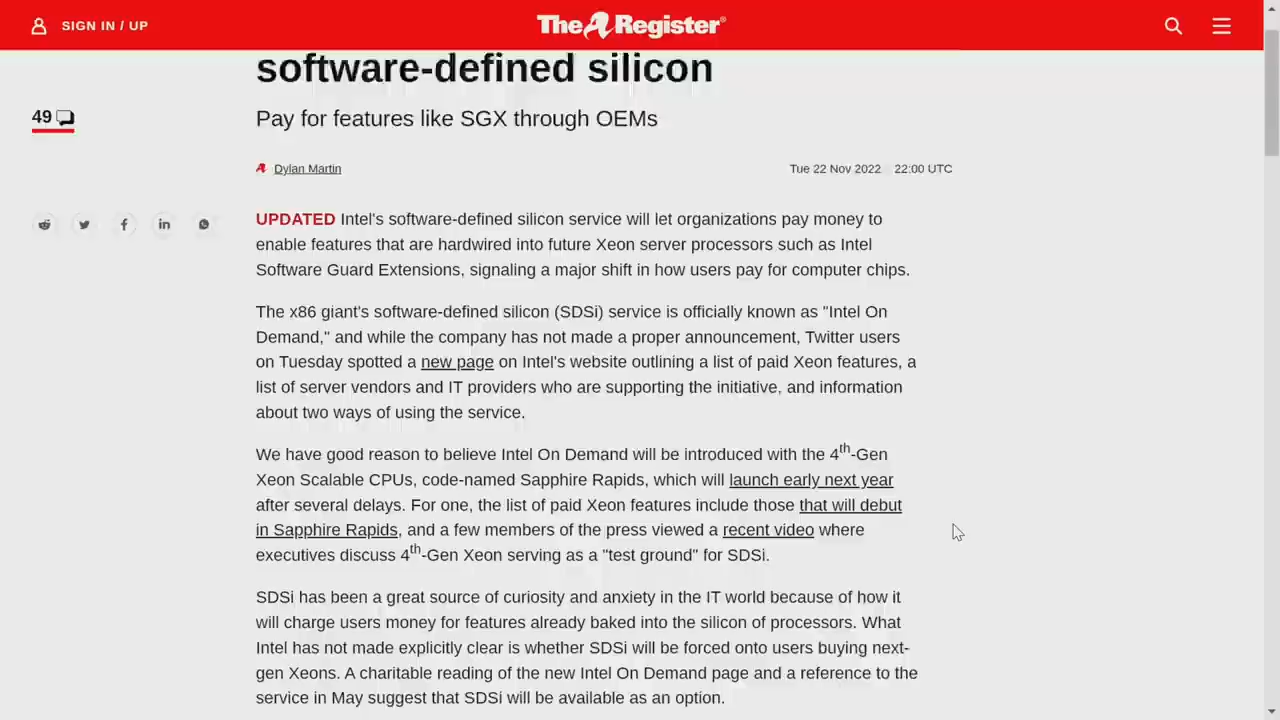 SIGN IN / UP
The Register®
software-defined silicon
49
Pay for features like SGX through OEMs
Dylan Martin
Tue 22 Nov 2022 22:00 UTC
UPDATED Intel's software-defined silicon service will let organizations pay money to
enable features that are hardwired into future Xeon server processors such as Intel
Software Guard Extensions, signaling a major shift in how users pay for computer chips.
The x86 giant's software-defined silicon (SDSi) service is officially known as "Intel On
Demand," and while the company has not made a proper announcement, Twitter users
on Tuesday spotted a new page on Intel's website outlining a list of paid Xeon features, a
list of server vendors and IT providers who are supporting the initiative, and information
about two ways of using the service.
We have good reason to believe Intel On Demand will be introduced with the 4th-Gen
Xeon Scalable CPUs, code-named Sapphire Rapids, which will launch early next year
after several delays. For one, the list of paid Xeon features include those that will debut
in Sapphire Rapids, and a few members of the press viewed a recent video where
executives discuss 4th-Gen Xeon serving as a "test ground" for SDSi.
SDSi has been a great source of curiosity and anxiety in the IT world because of how it
will charge users money for features already baked into the silicon of processors. What
Intel has not made explicitly clear is whether SDSi will be forced onto users buying next-
gen Xeons. A charitable reading of the new Intel On Demand page and a reference to the
service in May suggest that SDSi will be available as an option.